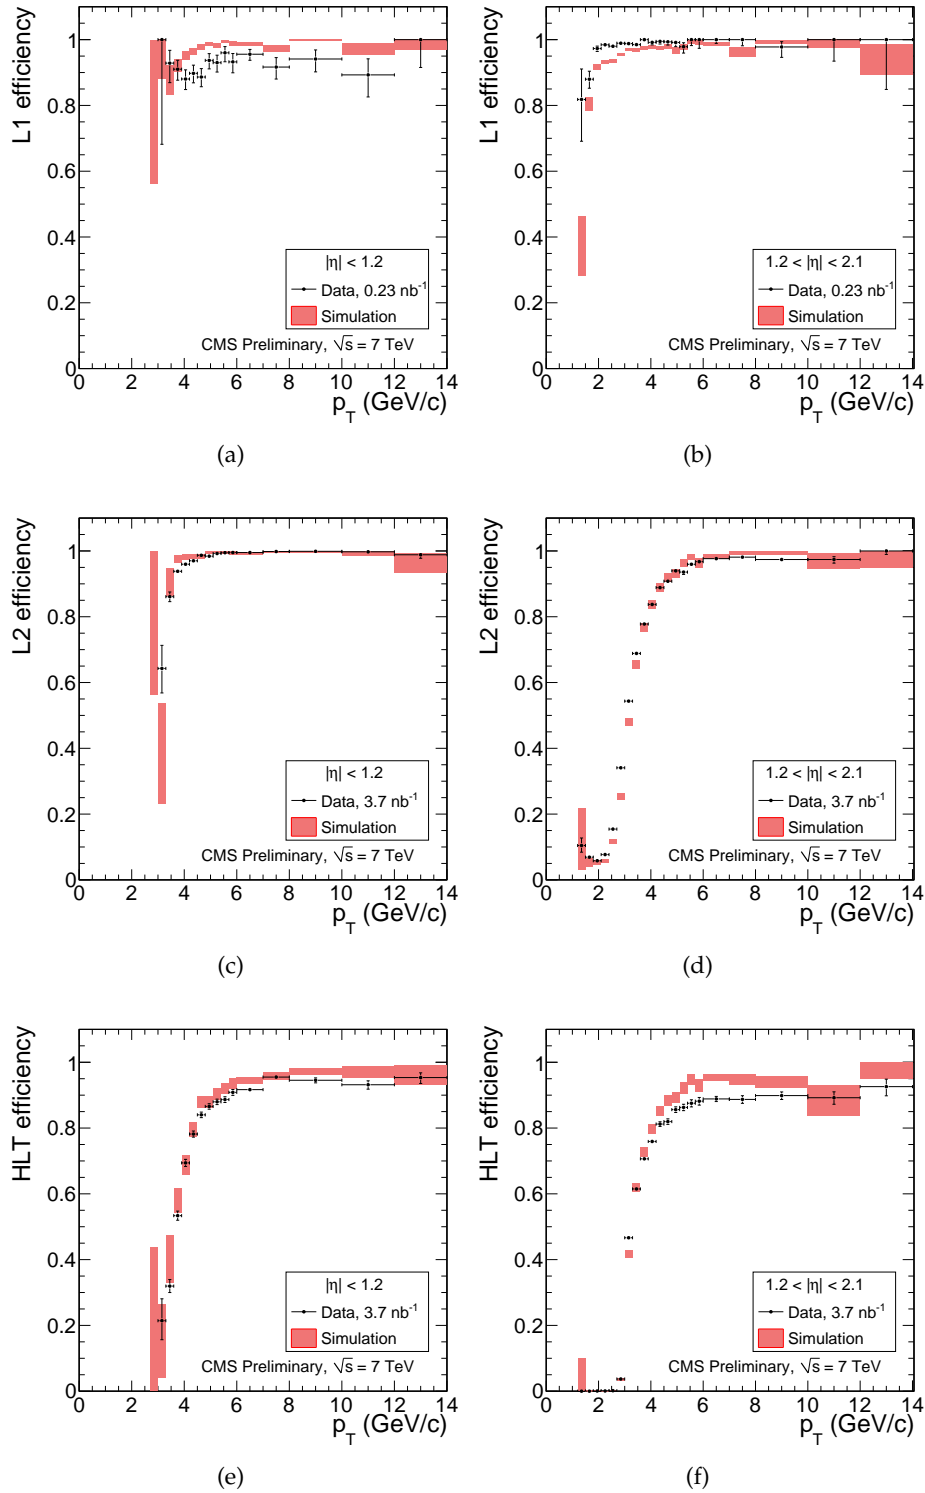 L1 efficiency
1
0.8
0.6
0.4
0.2
0
|η| < 1.2
Data, 0.23 nb⁻¹
Simulation
CMS Preliminary, √s = 7 TeV
0 2 4 6 8 10 12 14
p_T (GeV/c)
(a)
L1 efficiency
1
0.8
0.6
0.4
0.2
0
1.2 < |η| < 2.1
Data, 0.23 nb⁻¹
Simulation
CMS Preliminary, √s = 7 TeV
0 2 4 6 8 10 12 14
p_T (GeV/c)
(b)
L2 efficiency
1
0.8
0.6
0.4
0.2
0
|η| < 1.2
Data, 3.7 nb⁻¹
Simulation
CMS Preliminary, √s = 7 TeV
0 2 4 6 8 10 12 14
p_T (GeV/c)
(c)
L2 efficiency
1
0.8
0.6
0.4
0.2
0
1.2 < |η| < 2.1
Data, 3.7 nb⁻¹
Simulation
CMS Preliminary, √s = 7 TeV
0 2 4 6 8 10 12 14
p_T (GeV/c)
(d)
HLT efficiency
1
0.8
0.6
0.4
0.2
0
|η| < 1.2
Data, 3.7 nb⁻¹
Simulation
CMS Preliminary, √s = 7 TeV
0 2 4 6 8 10 12 14
p_T (GeV/c)
(e)
HLT efficiency
1
0.8
0.6
0.4
0.2
0
1.2 < |η| < 2.1
Data, 3.7 nb⁻¹
Simulation
CMS Preliminary, √s = 7 TeV
0 2 4 6 8 10 12 14
p_T (GeV/c)
(f)